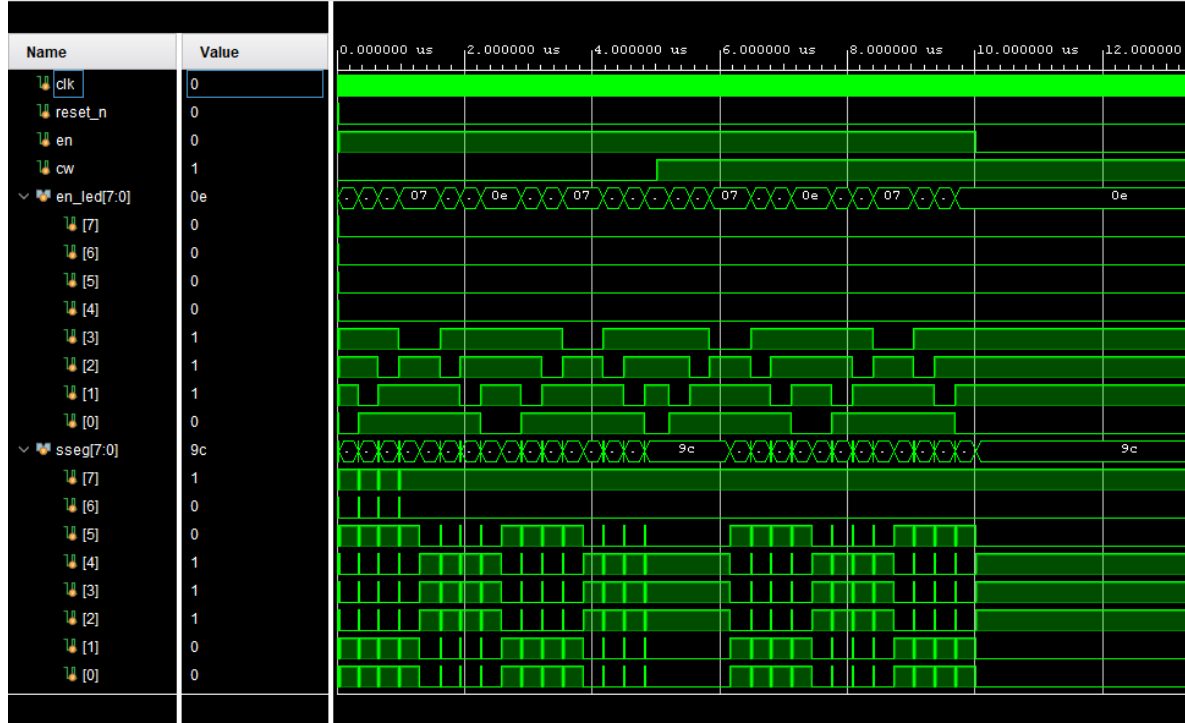 Name Value 0.000000 us 2.000000 us 4.000000 us 6.000000 us 8.000000 us 10.000000 us 12.000000
clk 0
reset_n 0
en 0
cw 1
en_led[7:0] 0e 07 0e 07 07 0e 07 0e
[7] 0
[6] 0
[5] 0
[4] 0
[3] 1
[2] 1
[1] 1
[0] 0
sseg[7:0] 9c 9c 9c
[7] 1
[6] 0
[5] 0
[4] 1
[3] 1
[2] 1
[1] 0
[0] 0